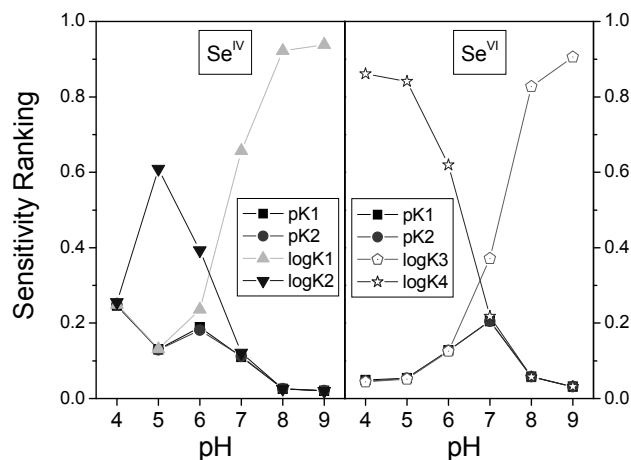 Se^IV
Se^VI
Sensitivity Ranking
1.0
0.8
0.6
0.4
0.2
0.0
1.0
0.8
0.6
0.4
0.2
0.0
pK1
pK2
logK1
logK2
pK1
pK2
logK3
logK4
4 5 6 7 8 9
4 5 6 7 8 9
pH
pH